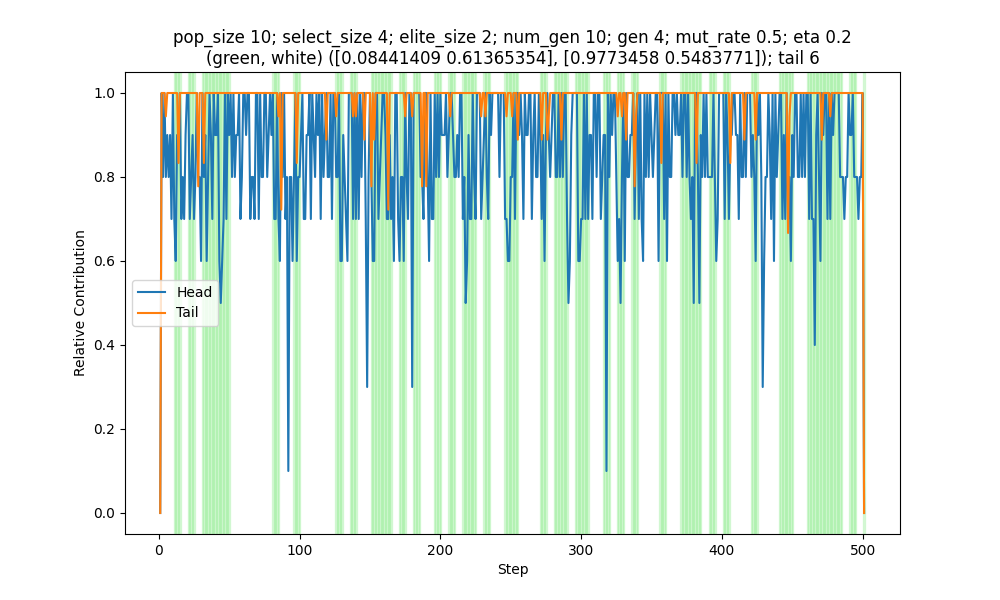 pop_size 10; select_size 4; elite_size 2; num_gen 10; gen 4; mut_rate 0.5; eta 0.2
(green, white) ([0.08441409 0.61365354], [0.9773458 0.5483771]); tail 6
1.0
0.8
0.6
0.4
0.2
0.0
Relative Contribution
Head
Tail
0
100
200
300
400
500
Step